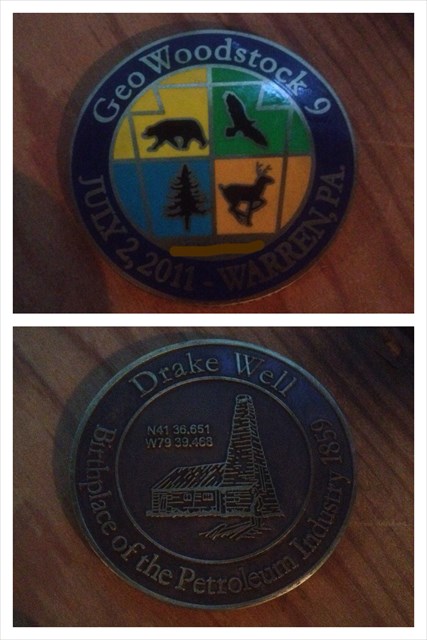 GeoWoodstock 9
JULY 2, 2011 - WARREN, PA
Drake Well
N41 36.651
W79 39.468
Birthplace of the Petroleum Industry 1859